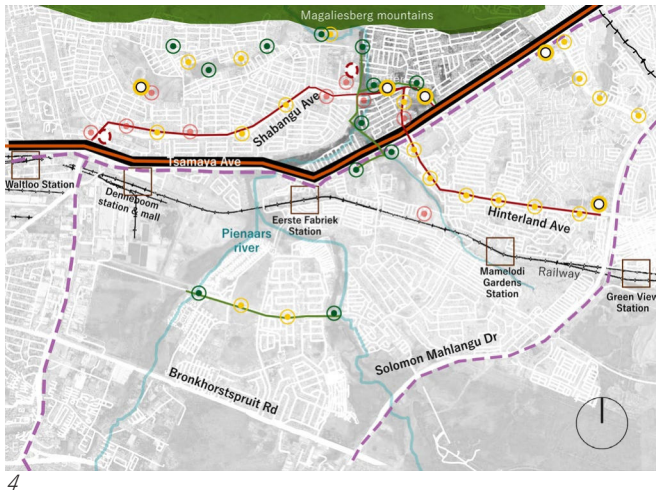 Magaliesberg mountains
Shabangu Ave
Tsamaya Ave
Waltloo Station
Denneboom
station & mall
Eerste Fabriek
Station
Pienaars
river
Hinterland Ave
Mamelodi
Gardens
Station
Railway
Green View
Station
Solomon Mahlangu Dr
Bronkhorstspruit Rd
4